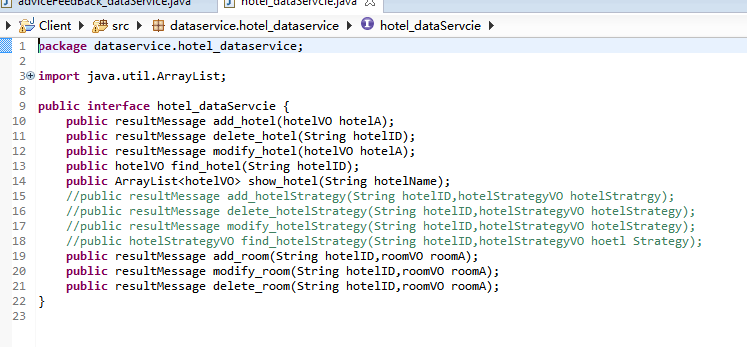 adviceFeedBack_dataService.java
hotel_dataServcie.java
Client
src
dataservice.hotel_dataservice
hotel_dataServcie
1 package dataservice.hotel_dataservice;
2
3 import java.util.ArrayList;
8
9 public interface hotel_dataServcie {
10 public resultMessage add_hotel(hotelVO hotelA);
11 public resultMessage delete_hotel(String hotelID);
12 public resultMessage modify_hotel(hotelVO hotelA);
13 public hotelVO find_hotel(String hotelID);
14 public ArrayList<hotelVO> show_hotel(String hotelName);
15 //public resultMessage add_hotelStrategy(String hotelID,hotelStrategyVO hotelStratrgy);
16 //public resultMessage delete_hotelStrategy(String hotelID,hotelStrategyVO hotelStrategy);
17 //public resultMessage modify_hotelStrategy(String hotelID,hotelStrategyVO hotelStrategy);
18 //public hotelStrategyVO find_hotelStrategy(String hotelID,hotelStrategyVO hoetl Strategy);
19 public resultMessage add_room(String hotelID,roomVO roomA);
20 public resultMessage modify_room(String hotelID,roomVO roomA);
21 public resultMessage delete_room(String hotelID,roomVO roomA);
22 }
23